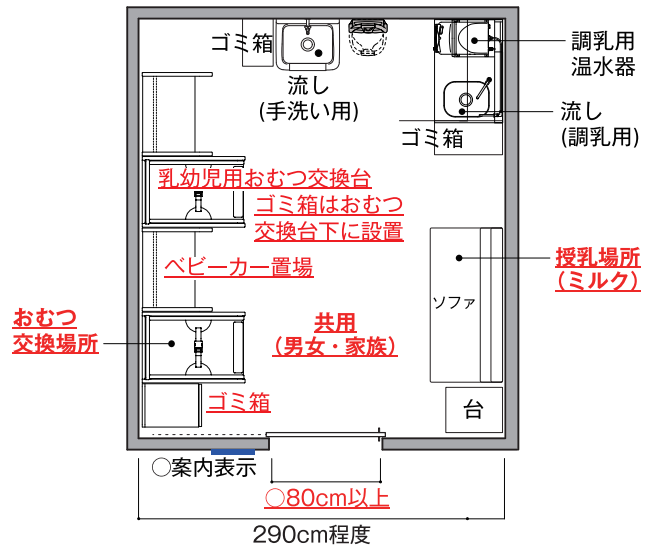 ゴミ箱
流し
(手洗い用)
調乳用
温水器
流し
(調乳用)
ゴミ箱
乳幼児用おむつ交換台
ゴミ箱はおむつ
交換台下に設置
ベビーカー置場
授乳場所
(ミルク)
ソファ
おむつ
交換場所
共用
(男女・家族)
ゴミ箱
台
○案内表示
○80cm以上
290cm程度